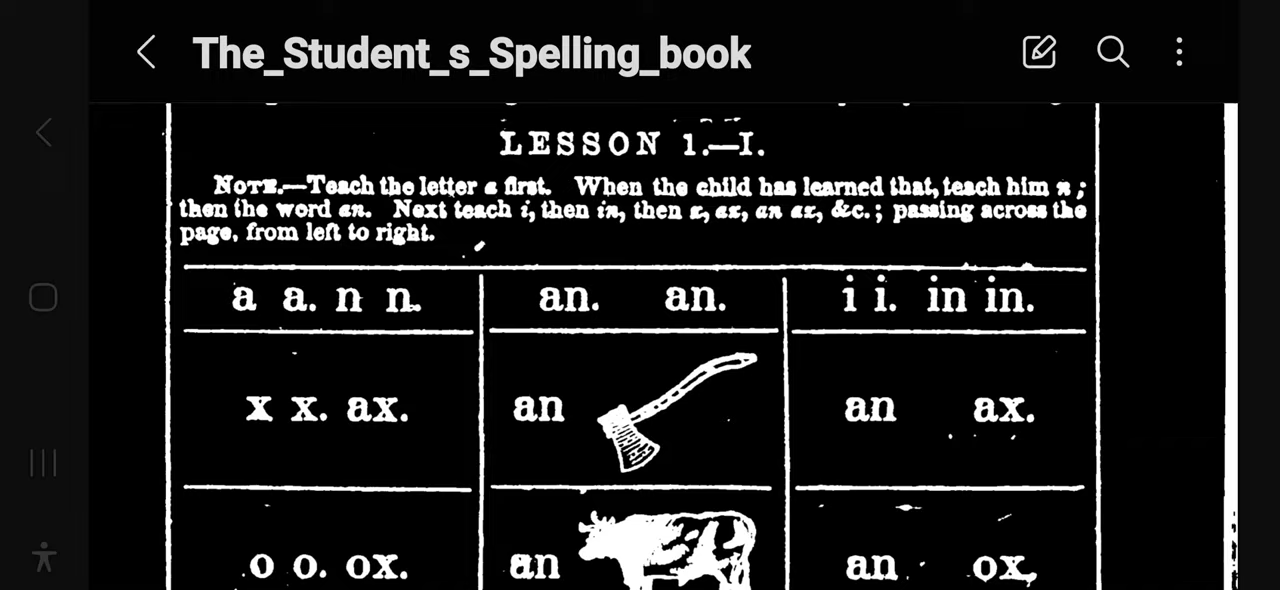 The_Student_s_Spelling_book
LESSON 1.—I.
NOTE.—Teach the letter a first. When the child has learned that, teach him n ;
then the word an. Next teach i, then in, then x, ax, an ax, &c. ; passing across the
page, from left to right.
a a. n n. an. an. i i. in in.
x x. ax. an an ax.
o o. ox. an an ox.